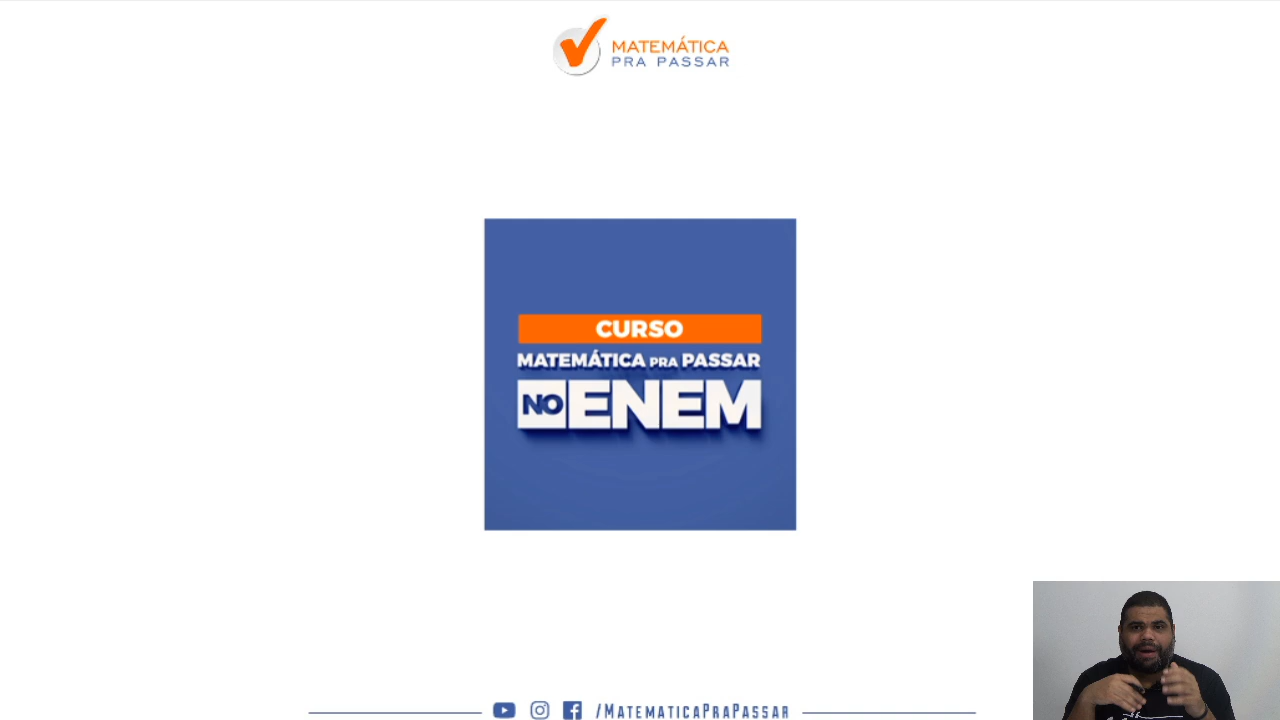 MATEMÁTICA
PRA PASSAR
CURSO
MATEMÁTICA PRA PASSAR
NO ENEM
/MATEMATICAPRAPASSAR